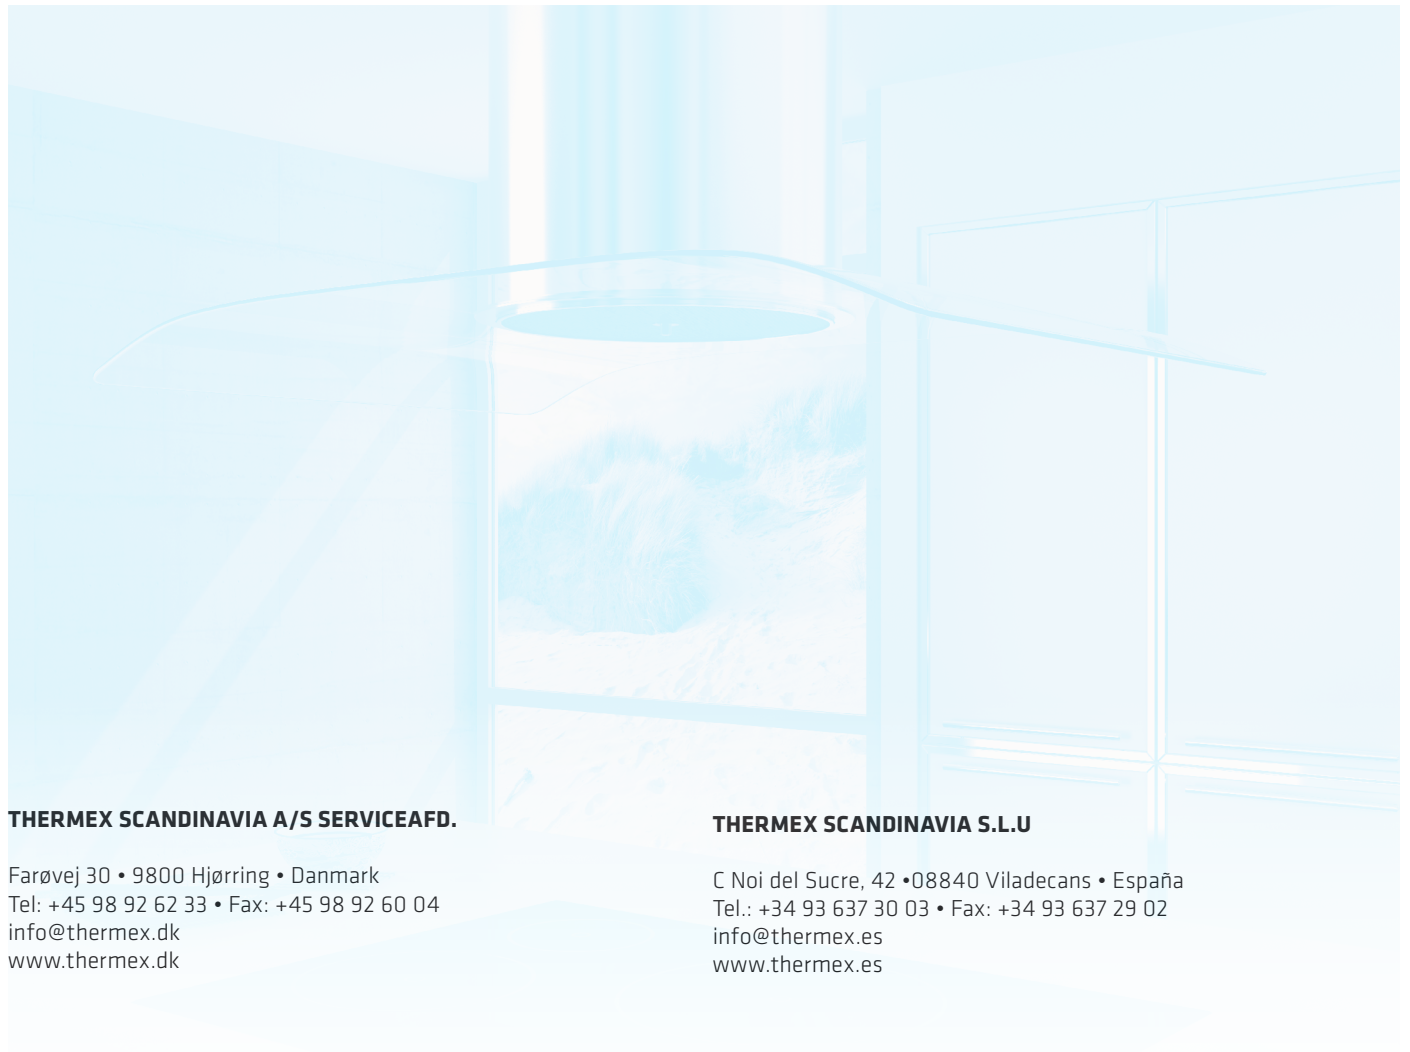 THERMEX SCANDINAVIA A/S SERVICEAFD.
Farøvej 30 • 9800 Hjørring • Danmark
Tel: +45 98 92 62 33 • Fax: +45 98 92 60 04
info@thermex.dk
www.thermex.dk
THERMEX SCANDINAVIA S.L.U
C Noi del Sucre, 42 •08840 Viladecans • España
Tel.: +34 93 637 30 03 • Fax: +34 93 637 29 02
info@thermex.es
www.thermex.es